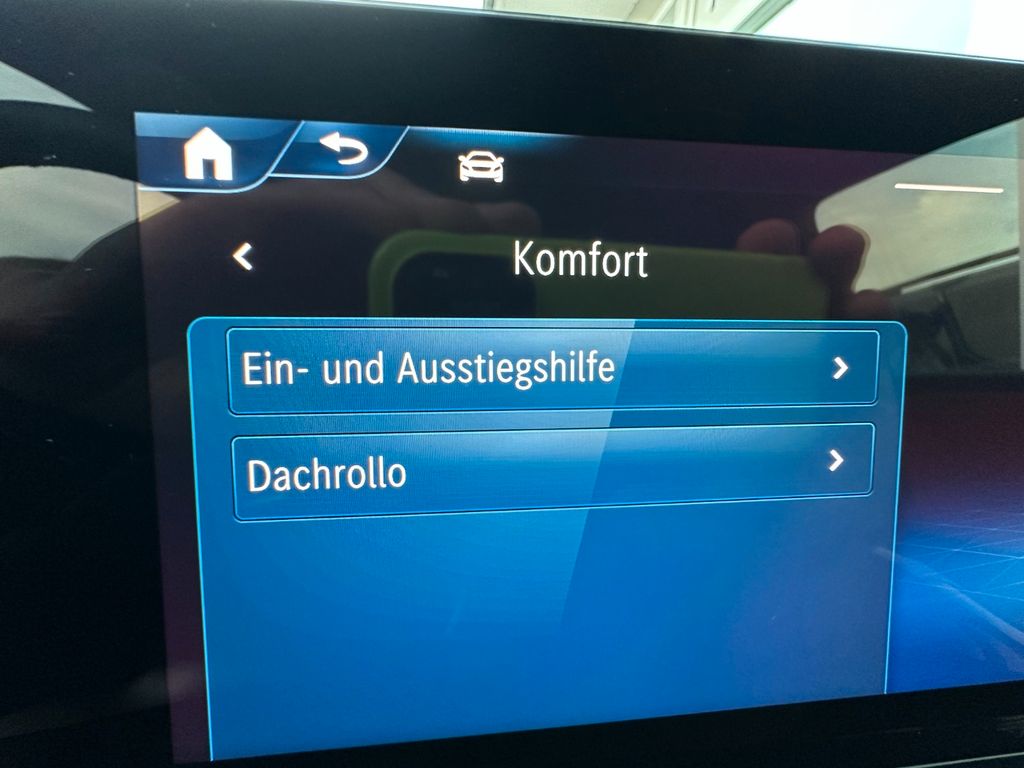 Komfort
Ein- und Ausstiegshilfe
Dachrollo